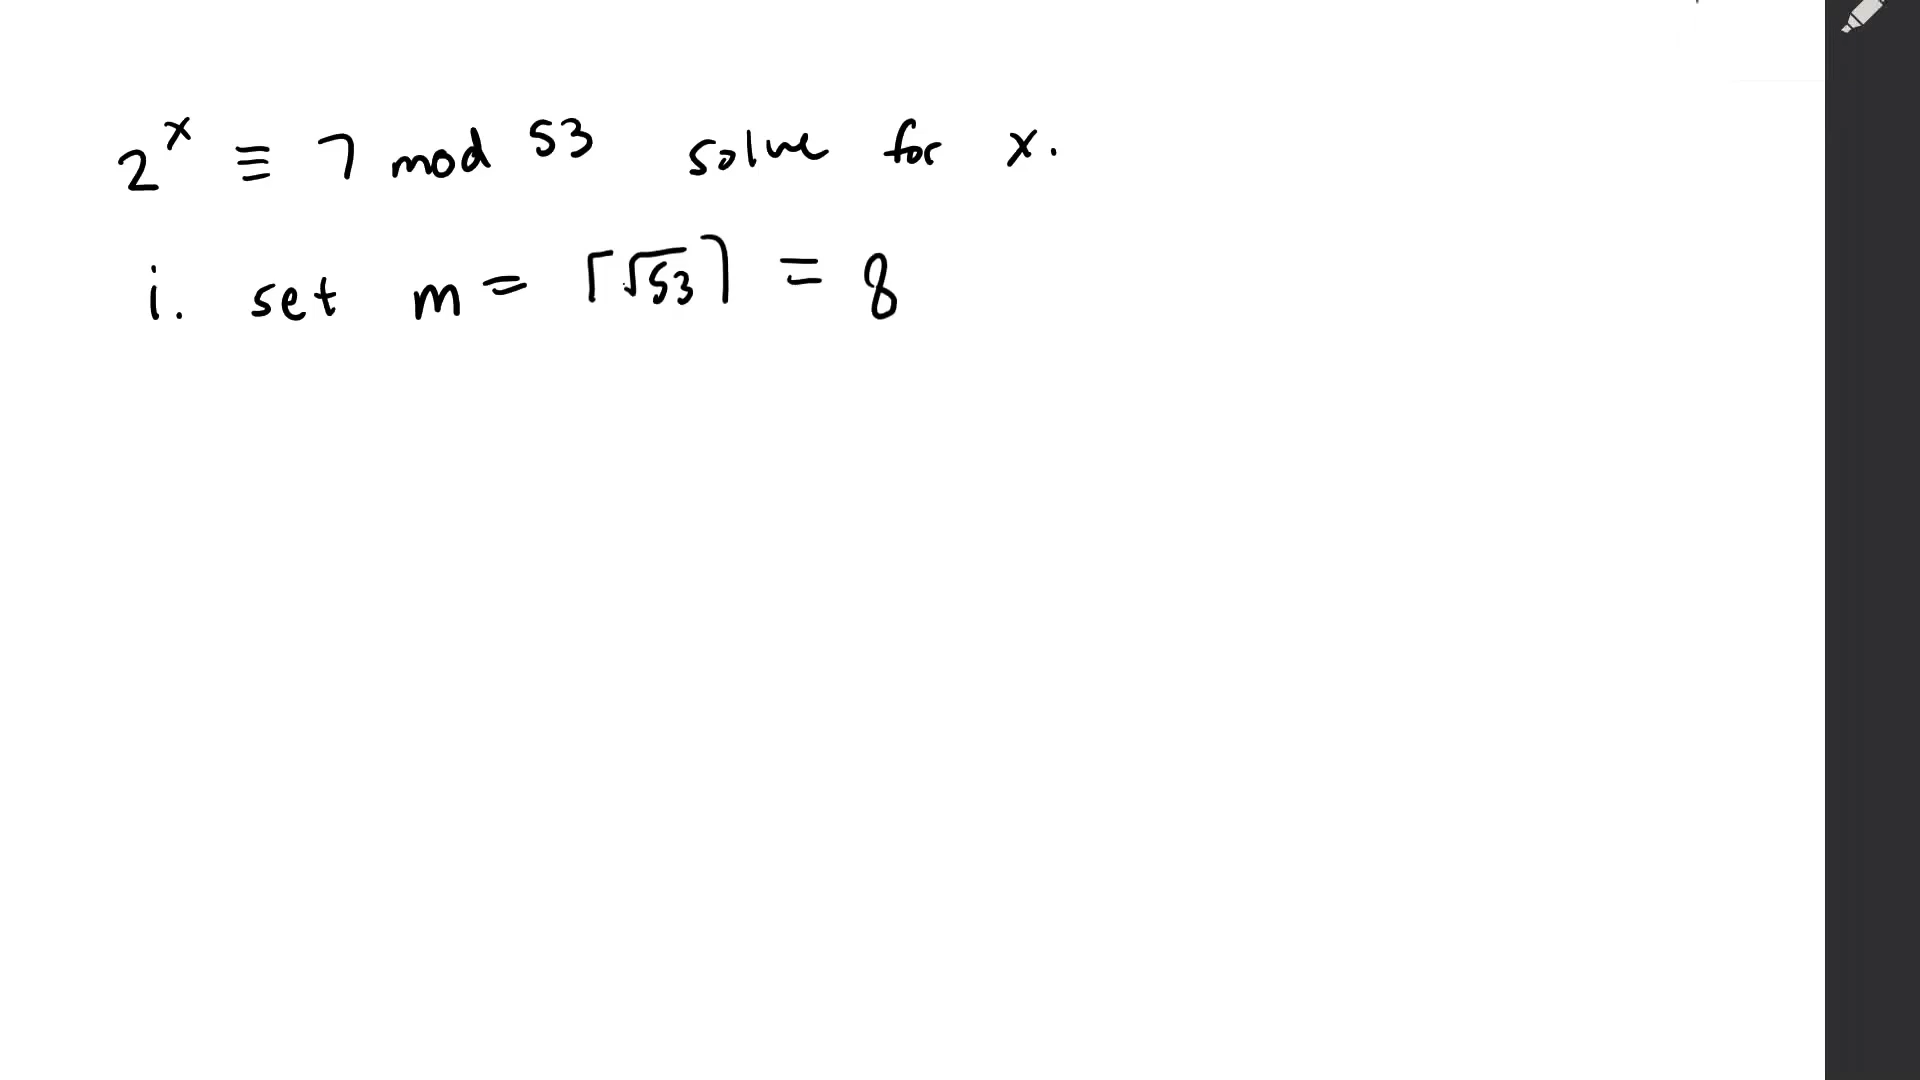 2^x ≡ 7 mod 53 solve for x.
i. set m = ⌈√53⌉ = 8